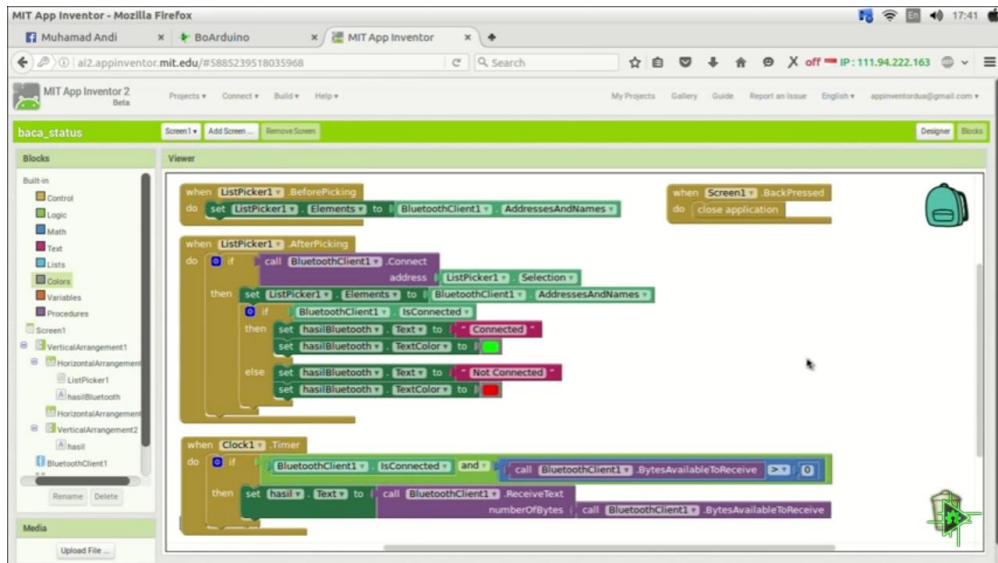 MIT App Inventor - Mozilla Firefox
17:41
Muhamad Andi
BoArduino
MIT App Inventor
ai2.appinventor.mit.edu/#5885239518035968
Search
off
IP : 111.94.222.163
MIT App Inventor 2
Beta
Projects Connect Build Help
My Projects Gallery Guide Report an Issue English appinventordua@gmail.com
baca_status
Screen1 Add Screen ... Remove Screen
Designer Blocks
Blocks
Viewer
Built-in
Control
Logic
Math
Text
Lists
Colors
Variables
Procedures
Screen1
VerticalArrangement1
HorizontalArrangement
ListPicker1
hasilBluetooth
HorizontalArrangement
VerticalArrangement2
hasil
BluetoothClient1
Rename Delete
Media
Upload File ...
when ListPicker1 .BeforePicking
do set ListPicker1 . Elements to BluetoothClient1 . AddressesAndNames
when Screen1 .BackPressed
do close application
when ListPicker1 .AfterPicking
do if call BluetoothClient1 .Connect
address ListPicker1 . Selection
then set ListPicker1 . Elements to BluetoothClient1 . AddressesAndNames
if BluetoothClient1 . IsConnected
then set hasilBluetooth . Text to " Connected "
set hasilBluetooth . TextColor to
else set hasilBluetooth . Text to " Not Connected "
set hasilBluetooth . TextColor to
when Clock1 .Timer
do if BluetoothClient1 . IsConnected and call BluetoothClient1 .BytesAvailableToReceive > 0
then set hasil . Text to call BluetoothClient1 .ReceiveText
numberOfBytes call BluetoothClient1 .BytesAvailableToReceive